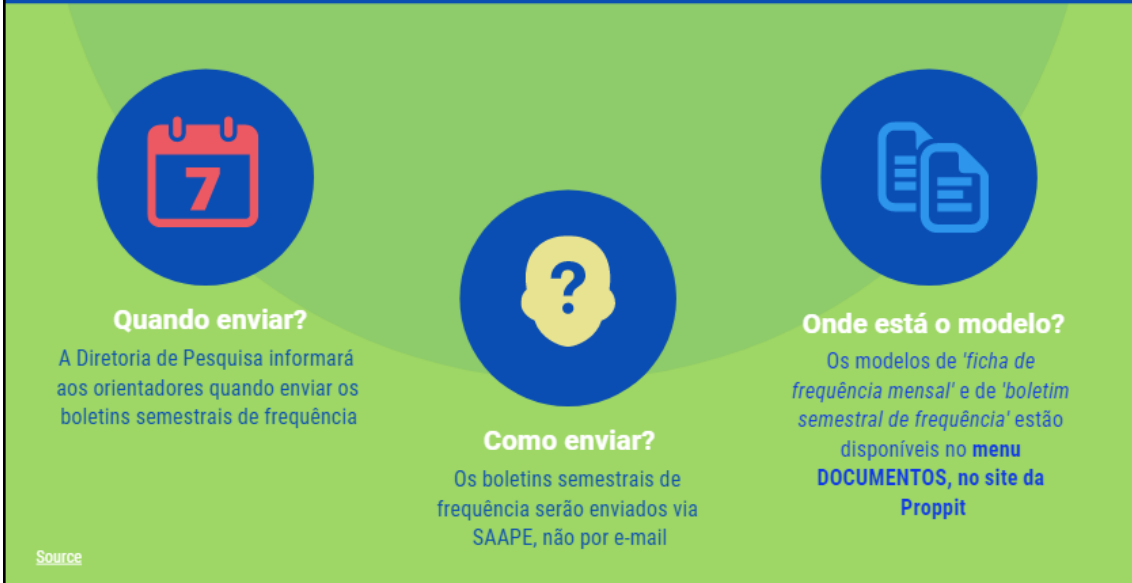 7
Quando enviar?
A Diretoria de Pesquisa informará
aos orientadores quando enviar os
boletins semestrais de frequência
?
Como enviar?
Os boletins semestrais de
frequência serão enviados via
SAAPE, não por e-mail
Onde está o modelo?
Os modelos de 'ficha de
frequência mensal' e de 'boletim
semestral de frequência' estão
disponíveis no menu
DOCUMENTOS, no site da
Proppit
Source